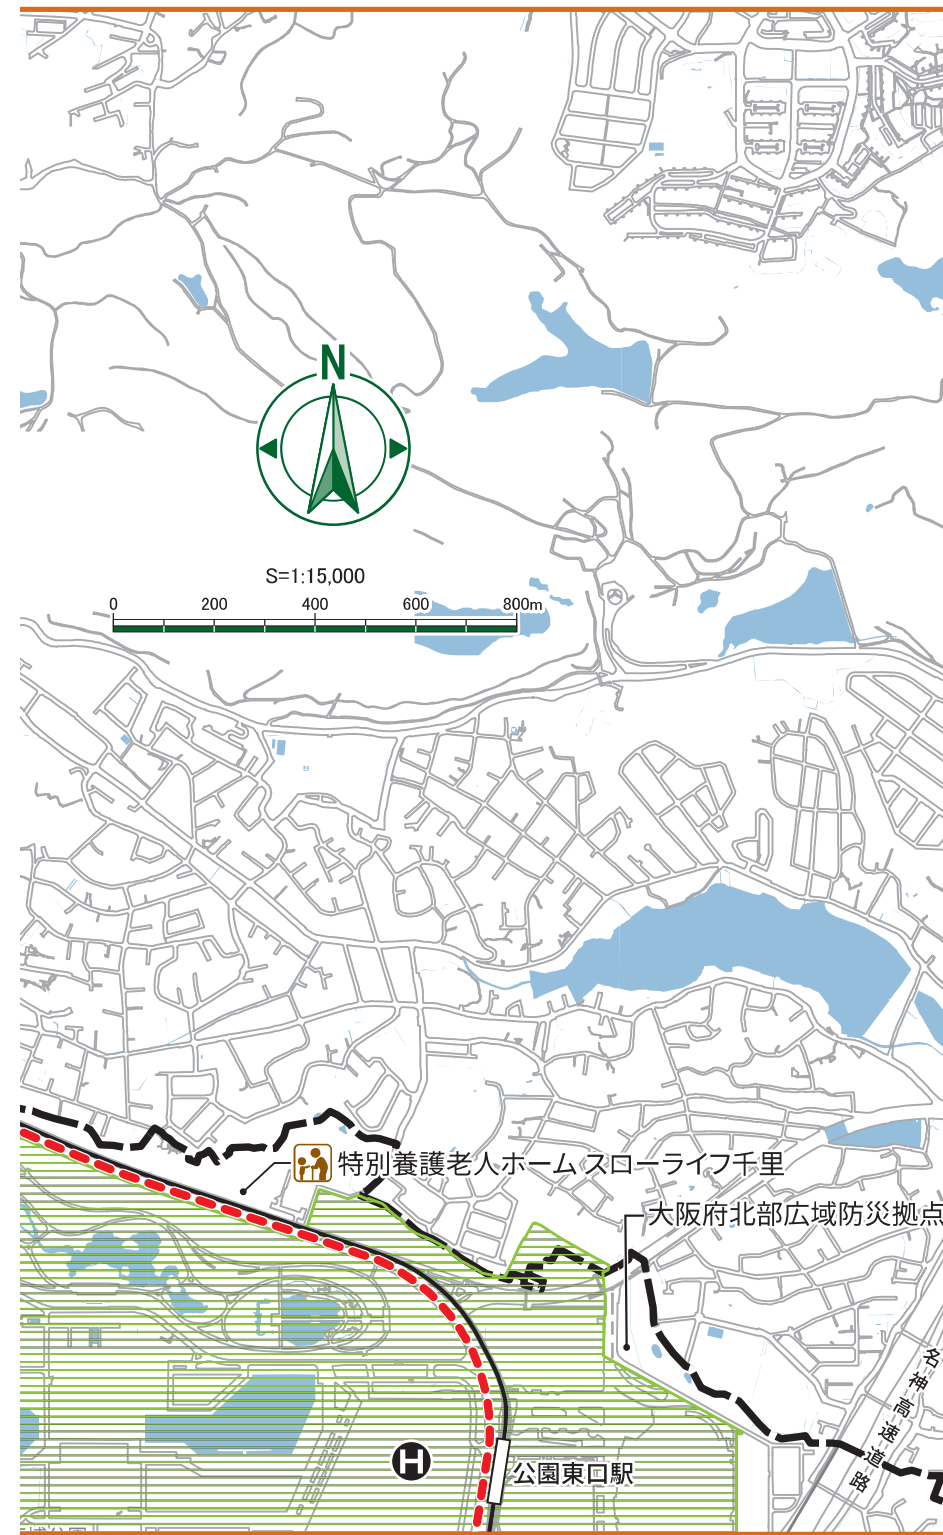 N
S=1:15,000
0 200 400 600 800m
特別養護老人ホーム スローライフ千里
大阪府北部広域防災拠点
名神高速道路
H
公園東口駅